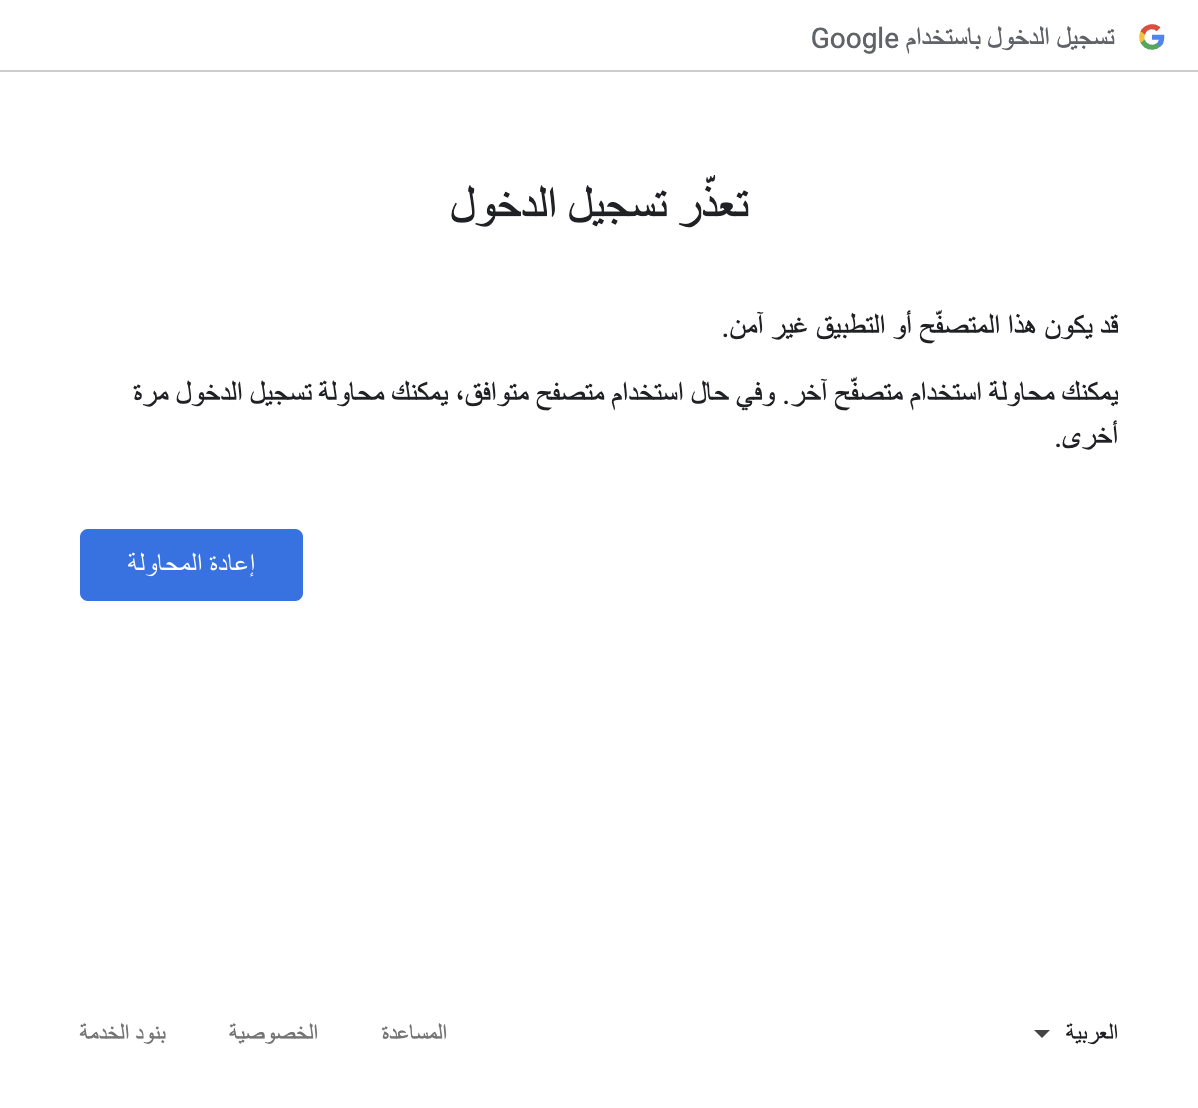 تسجيل الدخول باستخدام Google
تعذّر تسجيل الدخول
قد يكون هذا المتصفّح أو التطبيق غير آمن.
يمكنك محاولة استخدام متصفّح آخر. وفي حال استخدام متصفح متوافق، يمكنك محاولة تسجيل الدخول مرة
أخرى.
إعادة المحاولة
العربية المساعدة الخصوصية بنود الخدمة